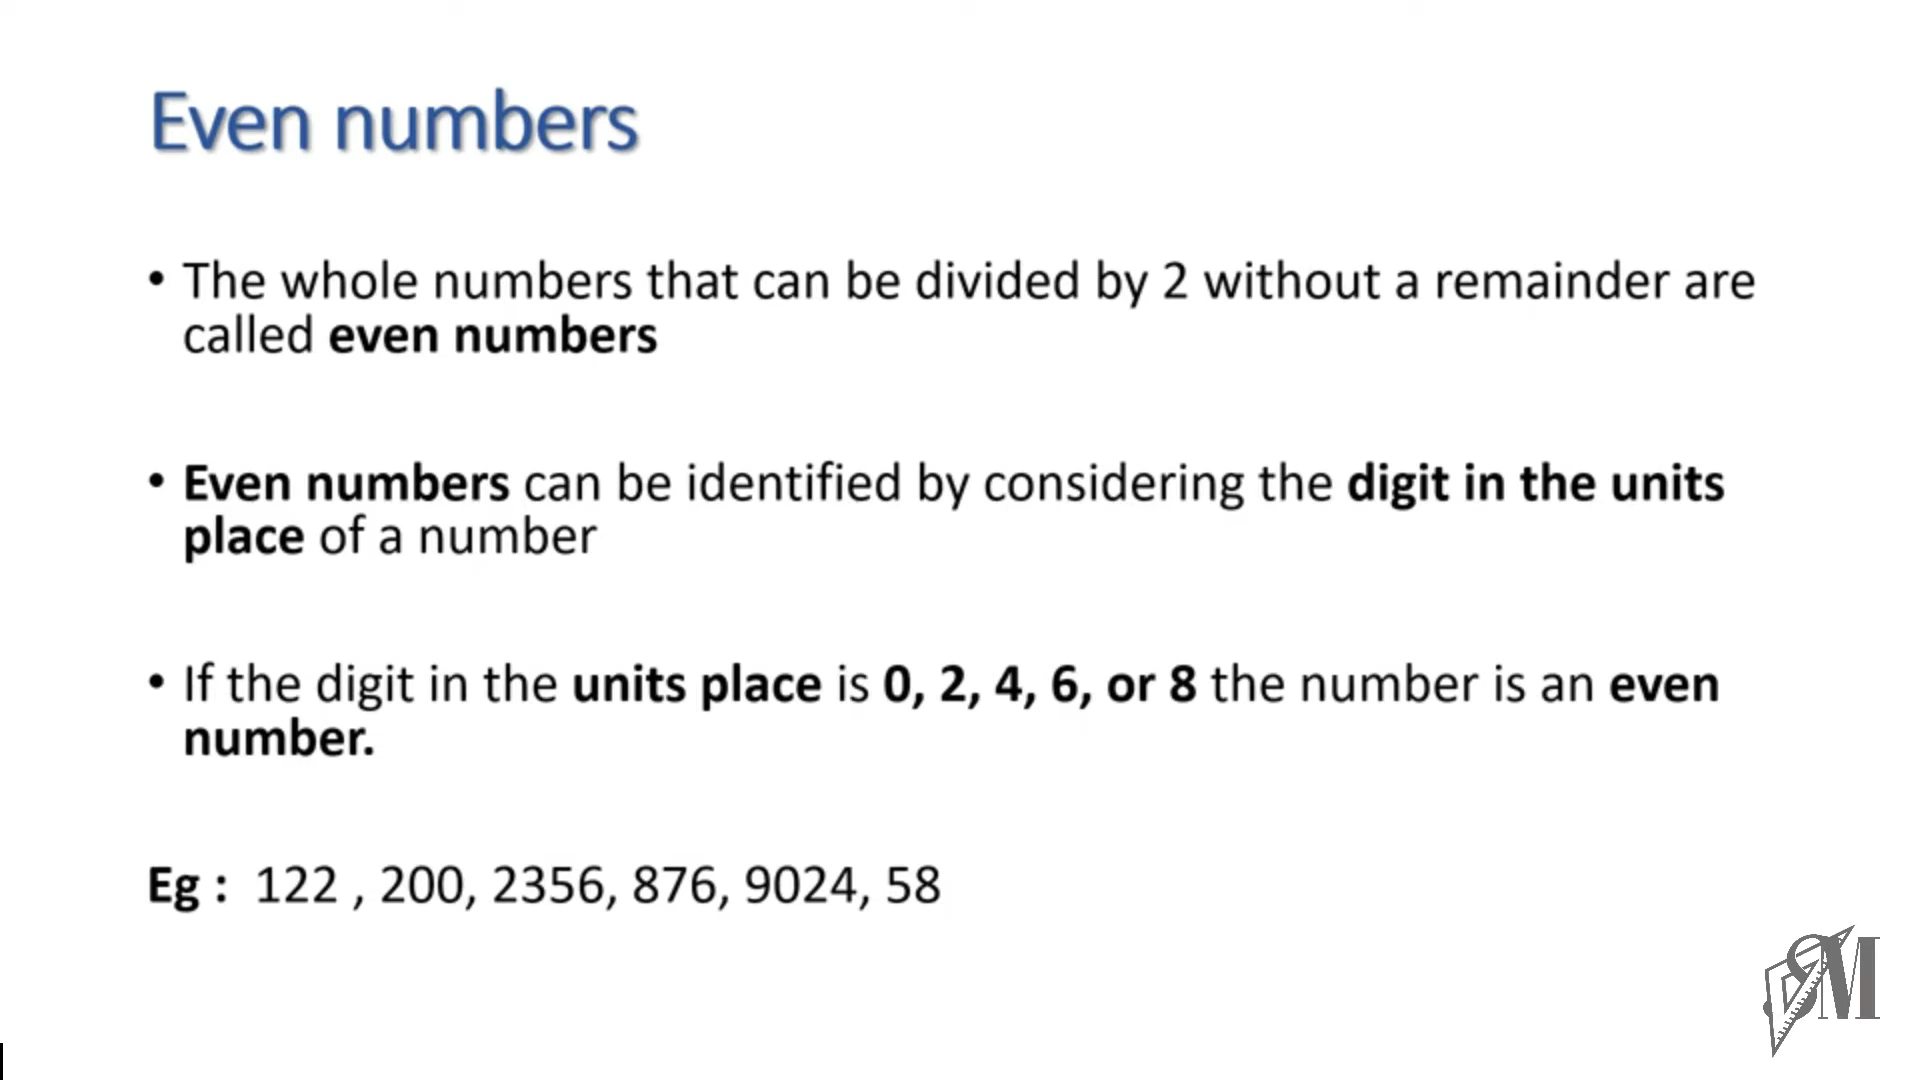 Even numbers
• The whole numbers that can be divided by 2 without a remainder are
called even numbers
• Even numbers can be identified by considering the digit in the units
place of a number
• If the digit in the units place is 0, 2, 4, 6, or 8 the number is an even
number.
Eg :  122 , 200, 2356, 876, 9024, 58
SM